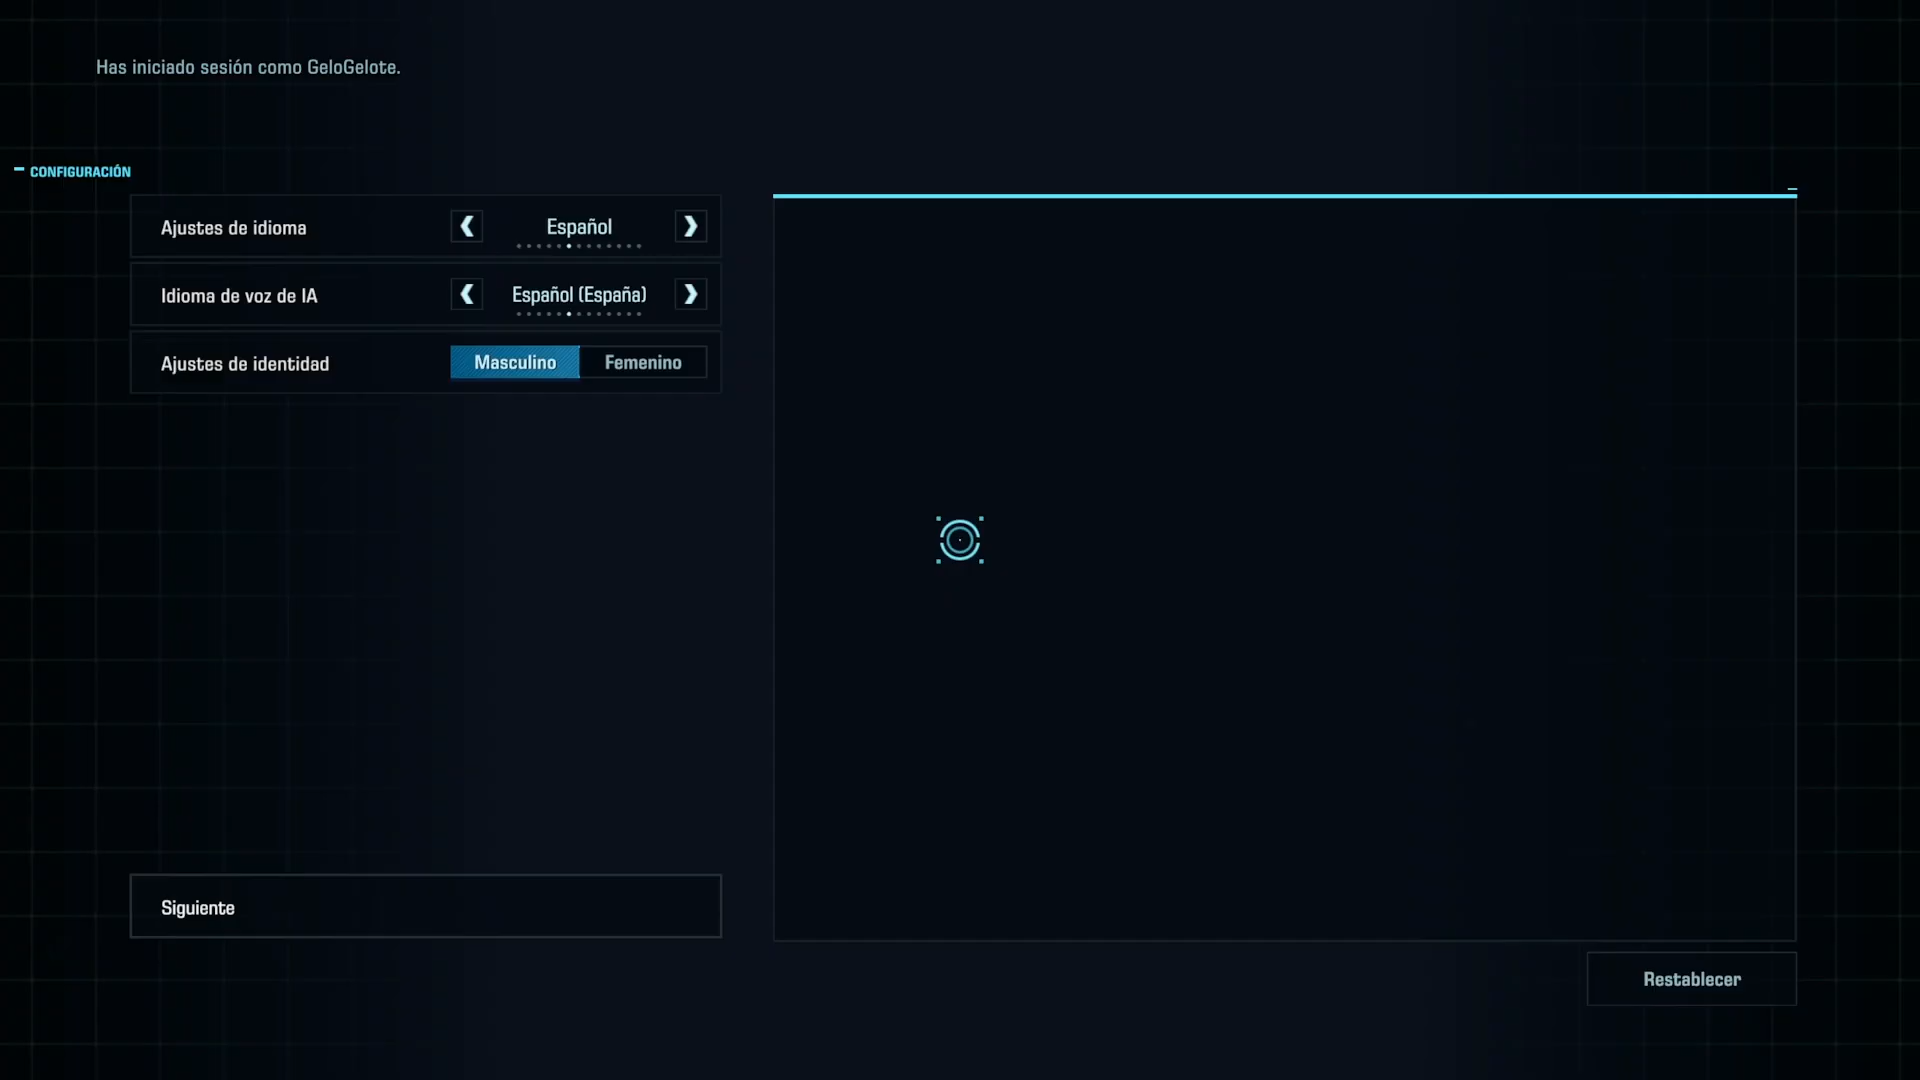 Has iniciado sesión como GeloGelote.
CONFIGURACIÓN
Ajustes de idioma
Español
Idioma de voz de IA
Español (España)
Ajustes de identidad
Masculino
Femenino
Siguiente
Restablecer